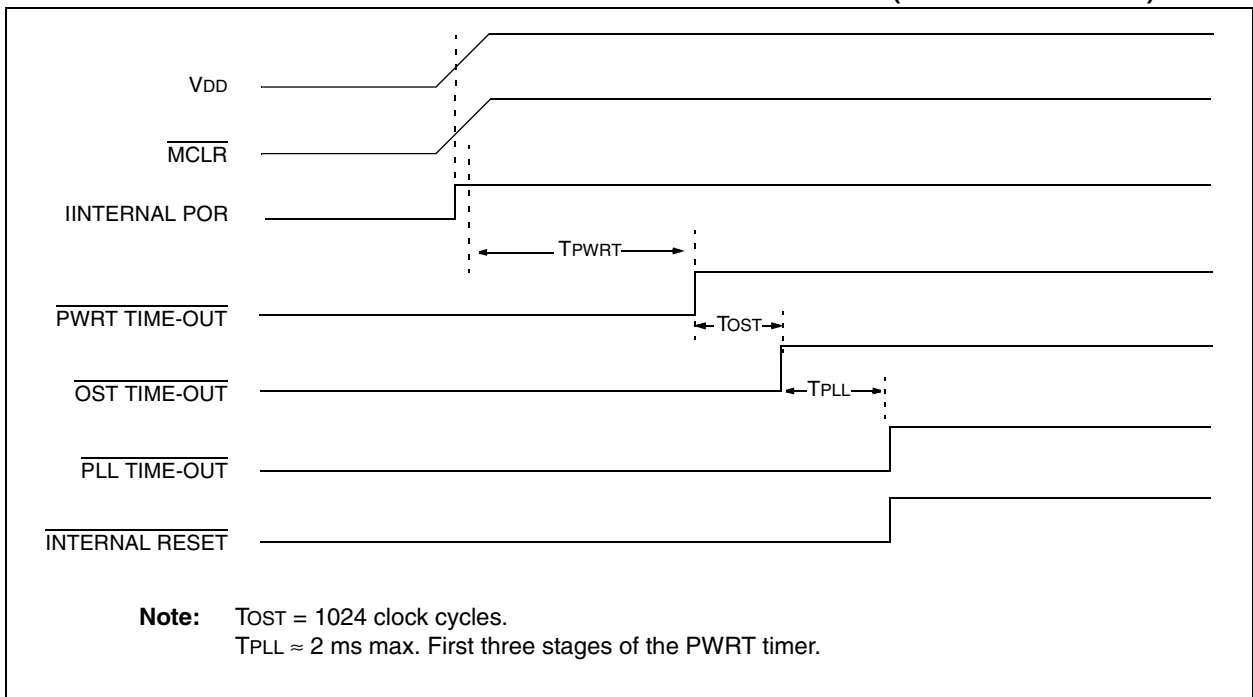 VDD
MCLR
IINTERNAL POR
TPWRT
PWRT TIME-OUT
TOST
OST TIME-OUT
TPLL
PLL TIME-OUT
INTERNAL RESET
Note: TOST = 1024 clock cycles.
TPLL ≈ 2 ms max. First three stages of the PWRT timer.